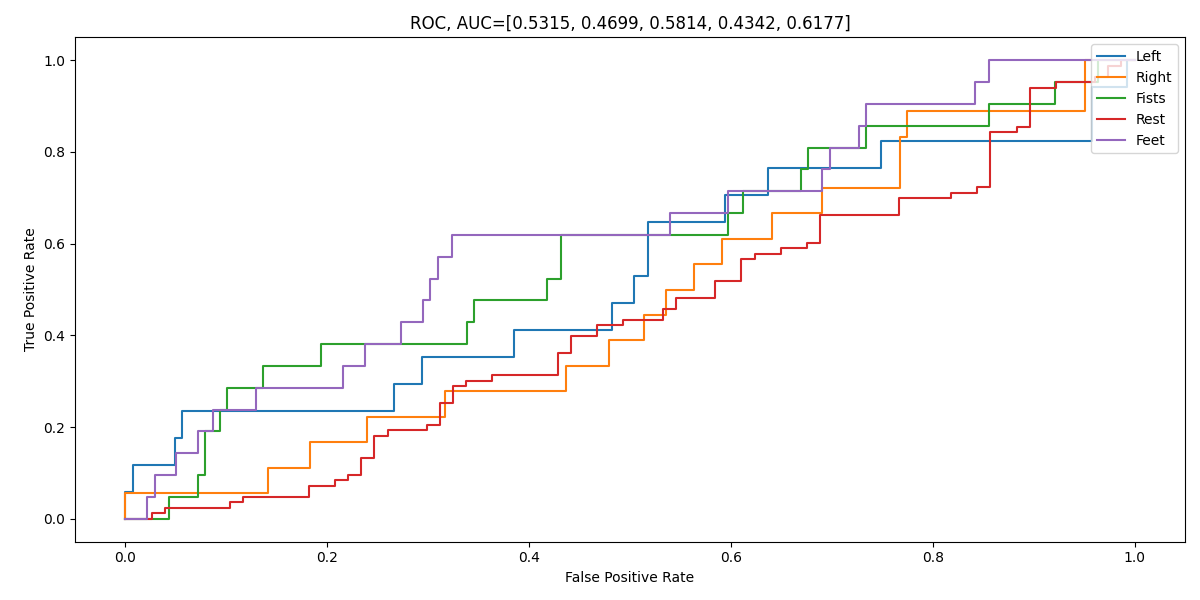 ROC, AUC=[0.5315, 0.4699, 0.5814, 0.4342, 0.6177]
Left
Right
Fists
Rest
Feet
1.0
0.8
0.6
0.4
0.2
0.0
True Positive Rate
0.0 0.2 0.4 0.6 0.8 1.0
False Positive Rate